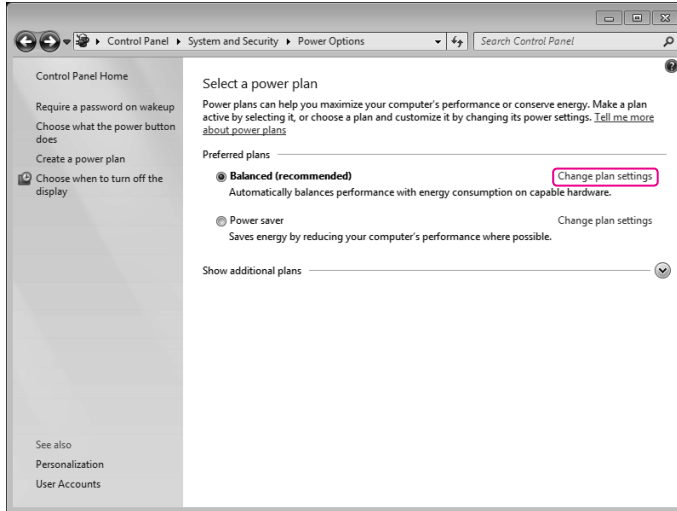 Control Panel System and Security Power Options Search Control Panel
Control Panel Home
Require a password on wakeup
Choose what the power button
does
Create a power plan
Choose when to turn off the
display
See also
Personalization
User Accounts
Select a power plan
Power plans can help you maximize your computer's performance or conserve energy. Make a plan
active by selecting it, or choose a plan and customize it by changing its power settings. Tell me more
about power plans
Preferred plans
Balanced (recommended) Change plan settings
Automatically balances performance with energy consumption on capable hardware.
Power saver Change plan settings
Saves energy by reducing your computer's performance where possible.
Show additional plans